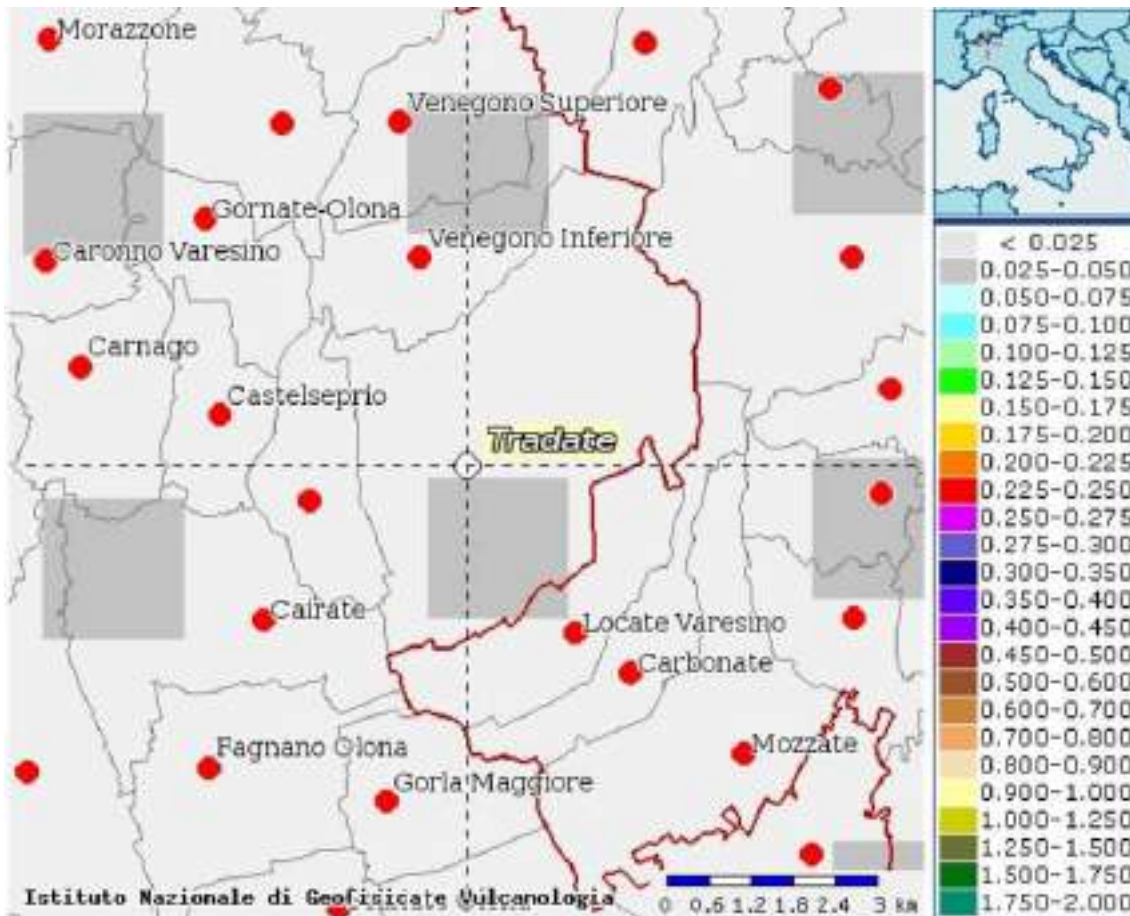 Morazzone
Venegono Superiore
Gornate-Olona
Caronno Varesino
Venegono Inferiore
Carnago
Castelseprio
Tradate
Cairate
Locate Varesino
Carbonate
Fagnano Olona
Mozzate
Gorla Maggiore
Istituto Nazionale di Geofisicate Vulcanologia
0 0.6 1.2 1.8 2.4 3 km
< 0.025
0.025-0.050
0.050-0.075
0.075-0.100
0.100-0.125
0.125-0.150
0.150-0.175
0.175-0.200
0.200-0.225
0.225-0.250
0.250-0.275
0.275-0.300
0.300-0.350
0.350-0.400
0.400-0.450
0.450-0.500
0.500-0.600
0.600-0.700
0.700-0.800
0.800-0.900
0.900-1.000
1.000-1.250
1.250-1.500
1.500-1.750
1.750-2.000